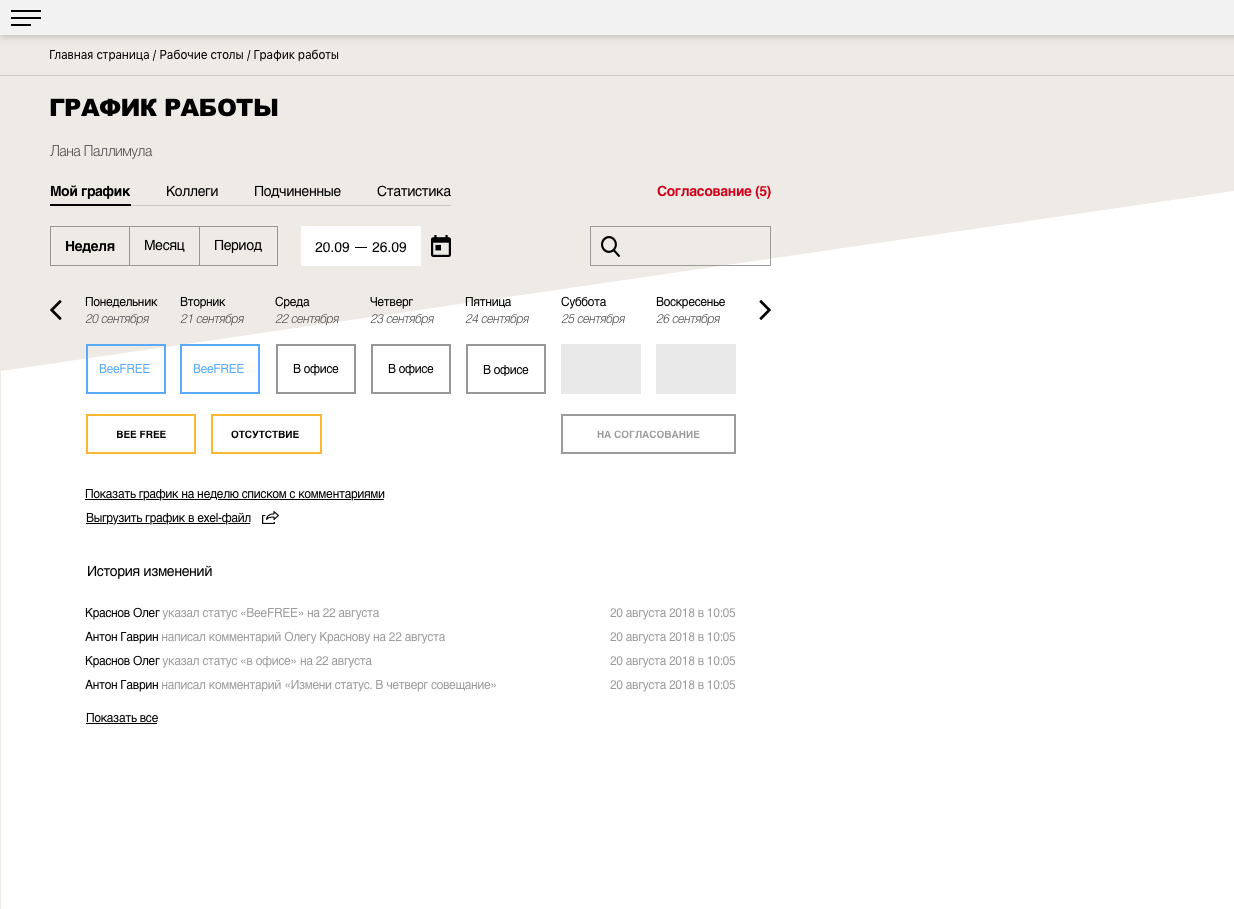 Главная страница / Рабочие столы / График работы
ГРАФИК РАБОТЫ
Лана Паллимула
Мой график Коллеги Подчиненные Статистика Согласование (5)
Неделя Месяц Период 20.09 — 26.09
Понедельник Вторник Среда Четверг Пятница Суббота Воскресенье
20 сентября 21 сентября 22 сентября 23 сентября 24 сентября 25 сентября 26 сентября
BeeFREE BeeFREE В офисе В офисе В офисе
BEE FREE ОТСУТСТВИЕ НА СОГЛАСОВАНИЕ
Показать график на неделю списком с комментариями
Выгрузить график в exel-файл
История изменений
Краснов Олег указал статус «BeeFREE» на 22 августа 20 августа 2018 в 10:05
Антон Гаврин написал комментарий Олегу Краснову на 22 августа 20 августа 2018 в 10:05
Краснов Олег указал статус «в офисе» на 22 августа 20 августа 2018 в 10:05
Антон Гаврин написал комментарий «Измени статус. В четверг совещание» 20 августа 2018 в 10:05
Показать все